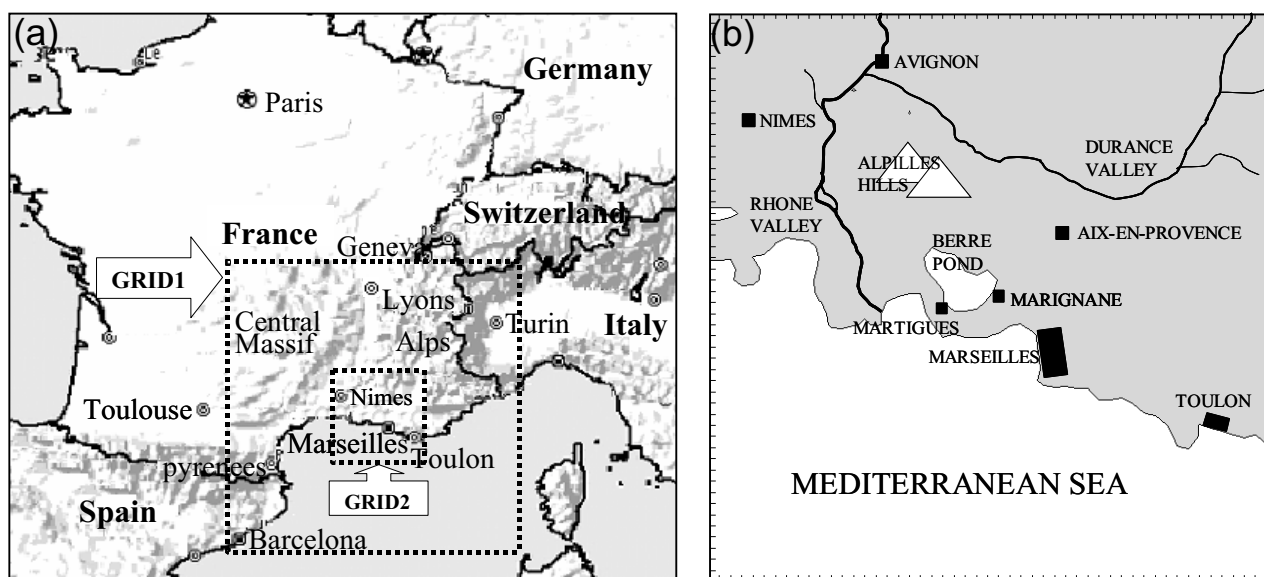 (a)
Le
Germany
Paris
Switzerland
France
Geneva
GRID1
Lyons
Central
Massif
Alps
Turin
Italy
Nimes
Toulouse
Marseilles
Toulon
pyrenees
GRID2
Spain
Barcelona
(b)
AVIGNON
NIMES
DURANCE
VALLEY
ALPILLES
HILLS
RHONE
VALLEY
AIX-EN-PROVENCE
BERRE
POND
MARIGNANE
MARTIGUES
MARSEILLES
TOULON
MEDITERRANEAN SEA